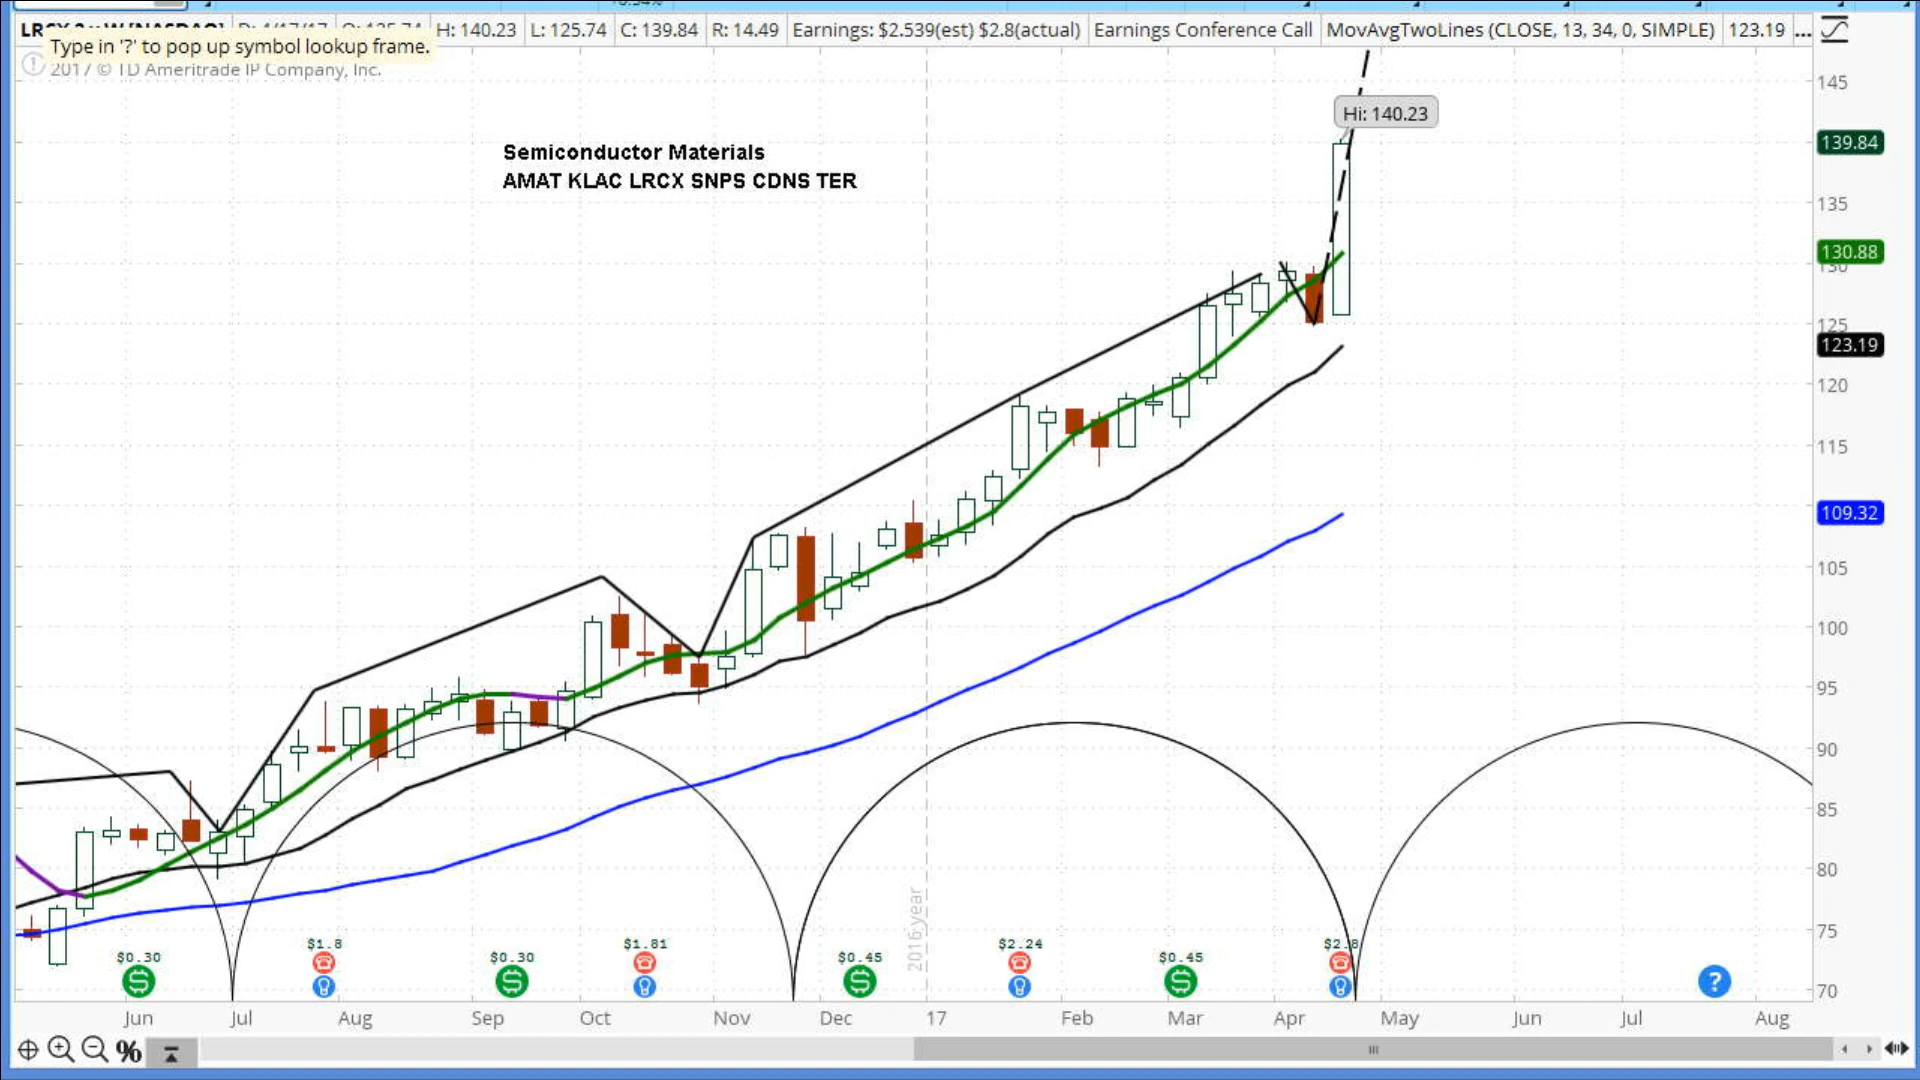 H: 140.23 L: 125.74 C: 139.84 R: 14.49 Earnings: $2.539(est) $2.8(actual) Earnings Conference Call MovAvgTwoLines (CLOSE, 13, 34, 0, SIMPLE) 123.19 ...
Type in '?' to pop up symbol lookup frame.
2017 © TD Ameritrade IP Company, Inc.
145
Hi: 140.23
139.84
Semiconductor Materials
AMAT KLAC LRCX SNPS CDNS TER
135
130.88
130
125
123.19
120
115
109.32
105
100
95
90
85
80
75
70
2016 year
$0.30 $1.8 $0.30 $1.81 $0.45 $2.24 $0.45 $2.8
Jun Jul Aug Sep Oct Nov Dec 17 Feb Mar Apr May Jun Jul Aug
%